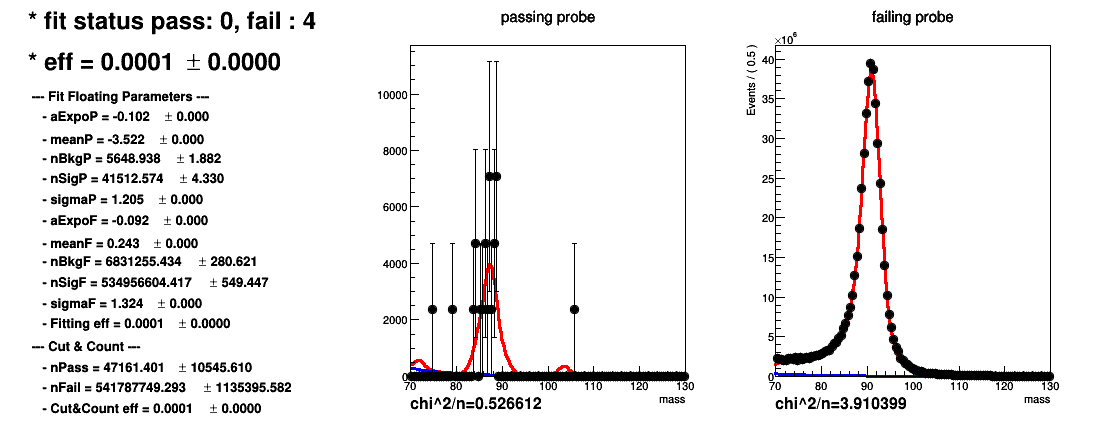 * fit status pass: 0, fail : 4
* eff = 0.0001 ± 0.0000
--- Fit Floating Parameters ---
- aExpoP = -0.102 ± 0.000
- meanP = -3.522 ± 0.000
- nBkgP = 5648.938 ± 1.882
- nSigP = 41512.574 ± 4.330
- sigmaP = 1.205 ± 0.000
- aExpoF = -0.092 ± 0.000
- meanF = 0.243 ± 0.000
- nBkgF = 6831255.434 ± 280.621
- nSigF = 534956604.417 ± 549.447
- sigmaF = 1.324 ± 0.000
- Fitting eff = 0.0001 ± 0.0000
--- Cut & Count ---
- nPass = 47161.401 ± 10545.610
- nFail = 541787749.293 ± 1135395.582
- Cut&Count eff = 0.0001 ± 0.0000
passing probe
10000
8000
6000
4000
2000
0
70 80 90 100 110 120 130
mass
chi^2/n=0.526612
failing probe
×10^6
Events / ( 0.5 )
40
35
30
25
20
15
10
5
0
70 80 90 100 110 120 130
mass
chi^2/n=3.910399